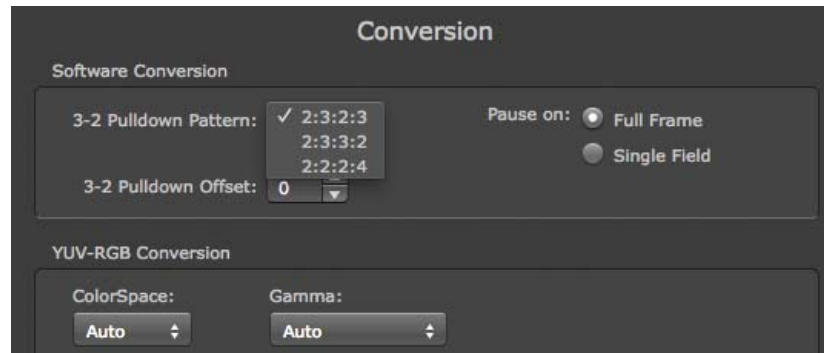 Conversion
Software Conversion
3-2 Pulldown Pattern:
✓ 2:3:2:3
2:3:3:2
2:2:2:4
Pause on:
Full Frame
Single Field
3-2 Pulldown Offset:
0
YUV-RGB Conversion
ColorSpace:
Gamma:
Auto
Auto